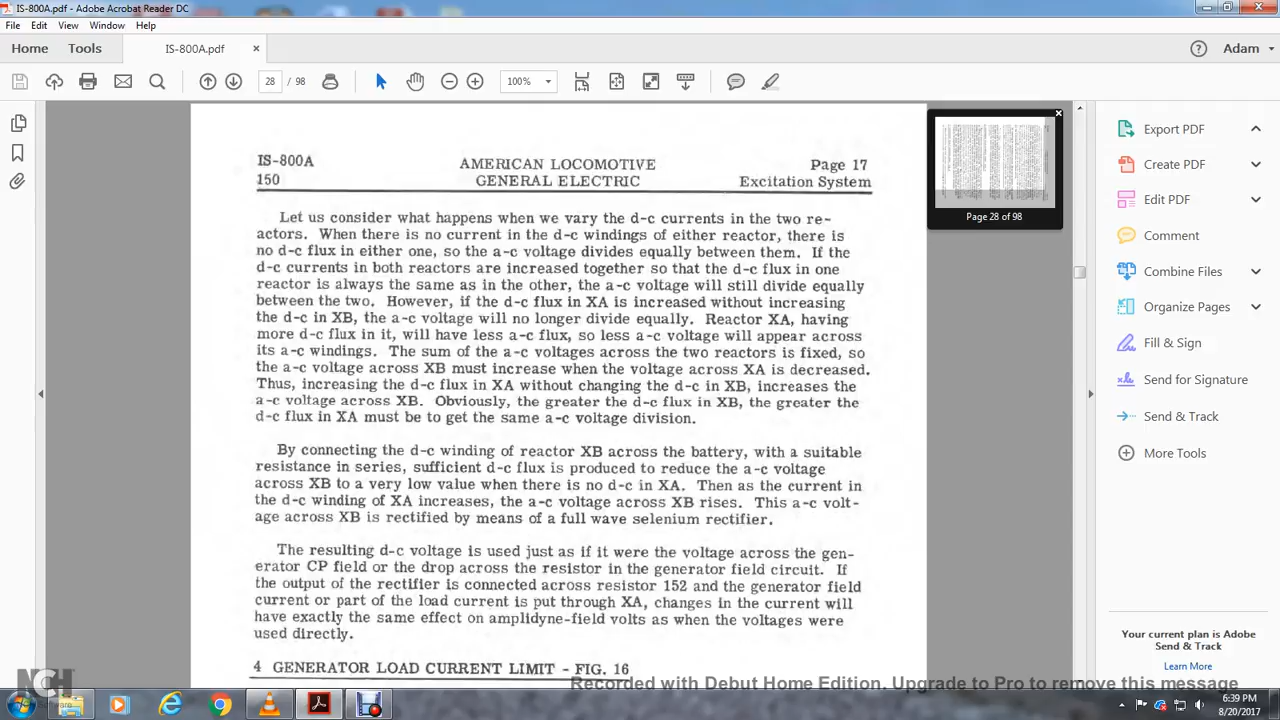 IS-800A.pdf - Adobe Acrobat Reader DC
File Edit View Window Help
Home Tools IS-800A.pdf × Adam
28 / 98 100%
IS-800A AMERICAN LOCOMOTIVE Page 17
150 GENERAL ELECTRIC Excitation System
Let us consider what happens when we vary the d-c currents in the two re-
actors. When there is no current in the d-c windings of either reactor, there is
no d-c flux in either one, so the a-c voltage divides equally between them. If the
d-c currents in both reactors are increased together so that the d-c flux in one
reactor is always the same as in the other, the a-c voltage will still divide equally
between the two. However, if the d-c flux in XA is increased without increasing
the d-c in XB, the a-c voltage will no longer divide equally. Reactor XA, having
more d-c flux in it, will have less a-c flux, so less a-c voltage will appear across
its a-c windings. The sum of the a-c voltages across the two reactors is fixed, so
the a-c voltage across XB must increase when the voltage across XA is decreased.
Thus, increasing the d-c flux in XA without changing the d-c in XB, increases the
a-c voltage across XB. Obviously, the greater the d-c flux in XB, the greater the
d-c flux in XA must be to get the same a-c voltage division.
By connecting the d-c winding of reactor XB across the battery, with a suitable
resistance in series, sufficient d-c flux is produced to reduce the a-c voltage
across XB to a very low value when there is no d-c in XA. Then as the current in
the d-c winding of XA increases, the a-c voltage across XB rises. This a-c volt-
age across XB is rectified by means of a full wave selenium rectifier.
The resulting d-c voltage is used just as if it were the voltage across the gen-
erator CP field or the drop across the resistor in the generator field circuit. If
the output of the rectifier is connected across resistor 152 and the generator field
current or part of the load current is put through XA, changes in the current will
have exactly the same effect on amplidyne-field volts as when the voltages were
used directly.
4 GENERATOR LOAD CURRENT LIMIT - FIG. 16
Page 28 of 98
Export PDF
Create PDF
Edit PDF
Comment
Combine Files
Organize Pages
Fill & Sign
Send for Signature
Send & Track
More Tools
Your current plan is Adobe
Send for Signature
Learn More
NCH
Software
Recorded with Debut Home Edition. Upgrade to Pro to remove this message
6:39 PM
8/20/2017